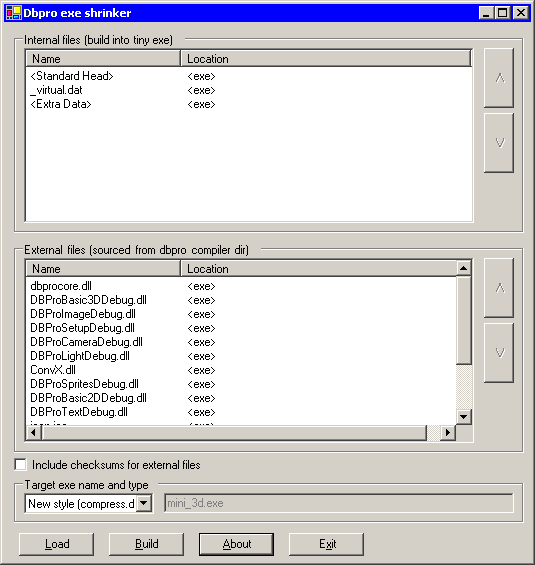 Dbpro exe shrinker
Internal files (build into tiny exe)
Name Location
<Standard Head> <exe>
_virtual.dat <exe>
<Extra Data> <exe>
External files (sourced from dbpro compiler dir)
Name Location
dbprocore.dll <exe>
DBProBasic3DDebug.dll <exe>
DBProImageDebug.dll <exe>
DBProSetupDebug.dll <exe>
DBProCameraDebug.dll <exe>
DBProLightDebug.dll <exe>
ConvX.dll <exe>
DBProSpritesDebug.dll <exe>
DBProBasic2DDebug.dll <exe>
DBProTextDebug.dll <exe>
Include checksums for external files
Target exe name and type
New style (compress.d mini_3d.exe
Load Build About Exit